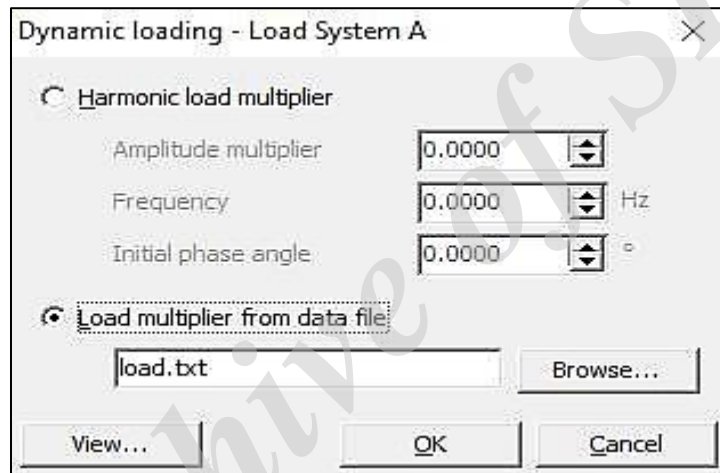 Dynamic loading - Load System A
Harmonic load multiplier
Amplitude multiplier 0.0000
Frequency 0.0000 Hz
Initial phase angle 0.0000 °
Load multiplier from data file
load.txt Browse...
View... OK Cancel